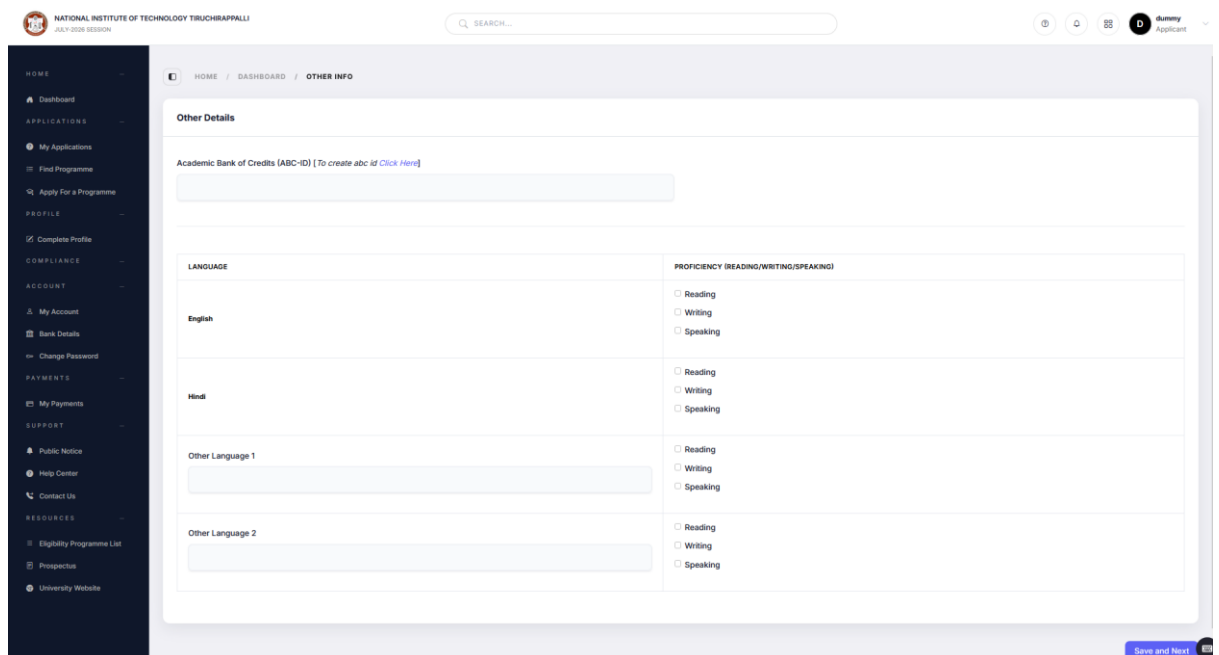 NATIONAL INSTITUTE OF TECHNOLOGY TIRUCHIRAPPALLI
JULY-2026 SESSION
SEARCH...
D
dummy
Applicant
HOME
Dashboard
APPLICATIONS
My Applications
Find Programme
Apply For a Programme
PROFILE
Complete Profile
COMPLIANCE
ACCOUNT
My Account
Bank Details
Change Password
PAYMENTS
My Payments
SUPPORT
Public Notice
Help Center
Contact Us
RESOURCES
Eligibility Programme List
Prospectus
University Website
HOME / DASHBOARD / OTHER INFO
Other Details
Academic Bank of Credits (ABC-ID) [To create abc id Click Here]
LANGUAGE PROFICIENCY (READING/WRITING/SPEAKING)
English
Reading
Writing
Speaking
Hindi
Reading
Writing
Speaking
Other Language 1
Reading
Writing
Speaking
Other Language 2
Reading
Writing
Speaking
Save and Next